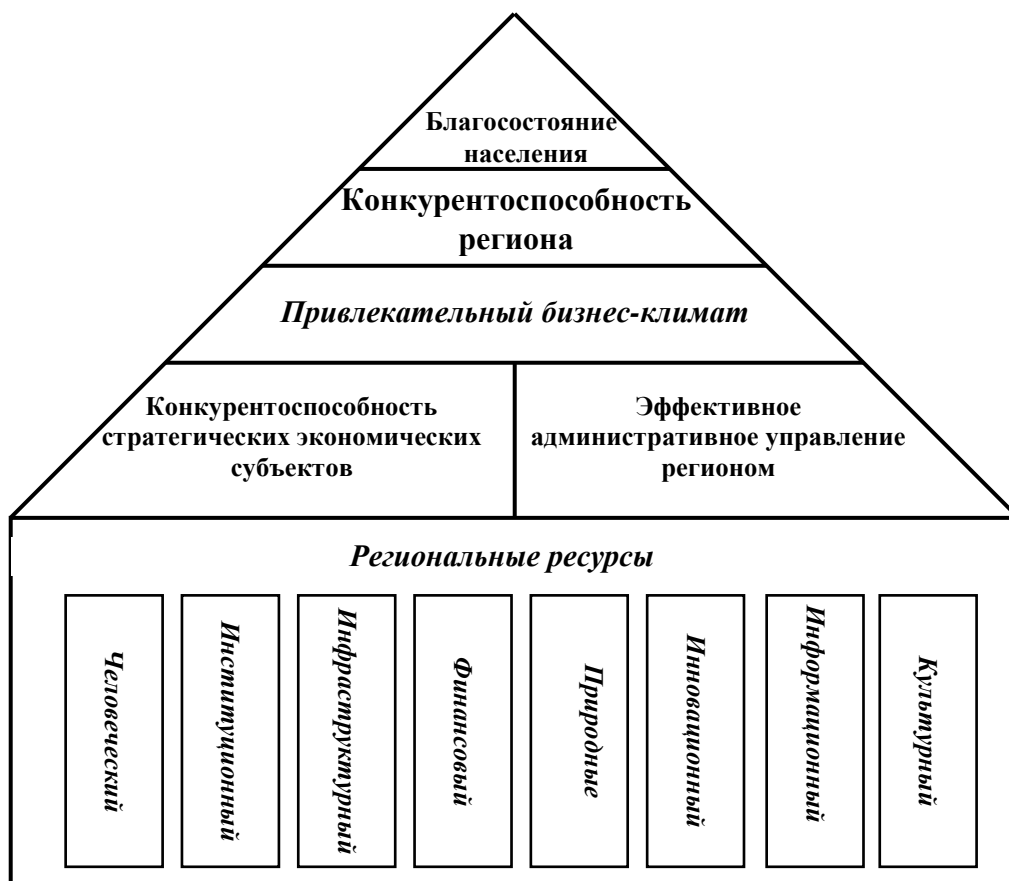 Благосостояние
населения
Конкурентоспособность
региона
Привлекательный бизнес-климат
Конкурентоспособность
стратегических экономических
субъектов
Эффективное
административное управление
регионом
Региональные ресурсы
Человеческий
Институционный
Инфраструктурный
Финансовый
Природные
Инновационный
Информационный
Культурный